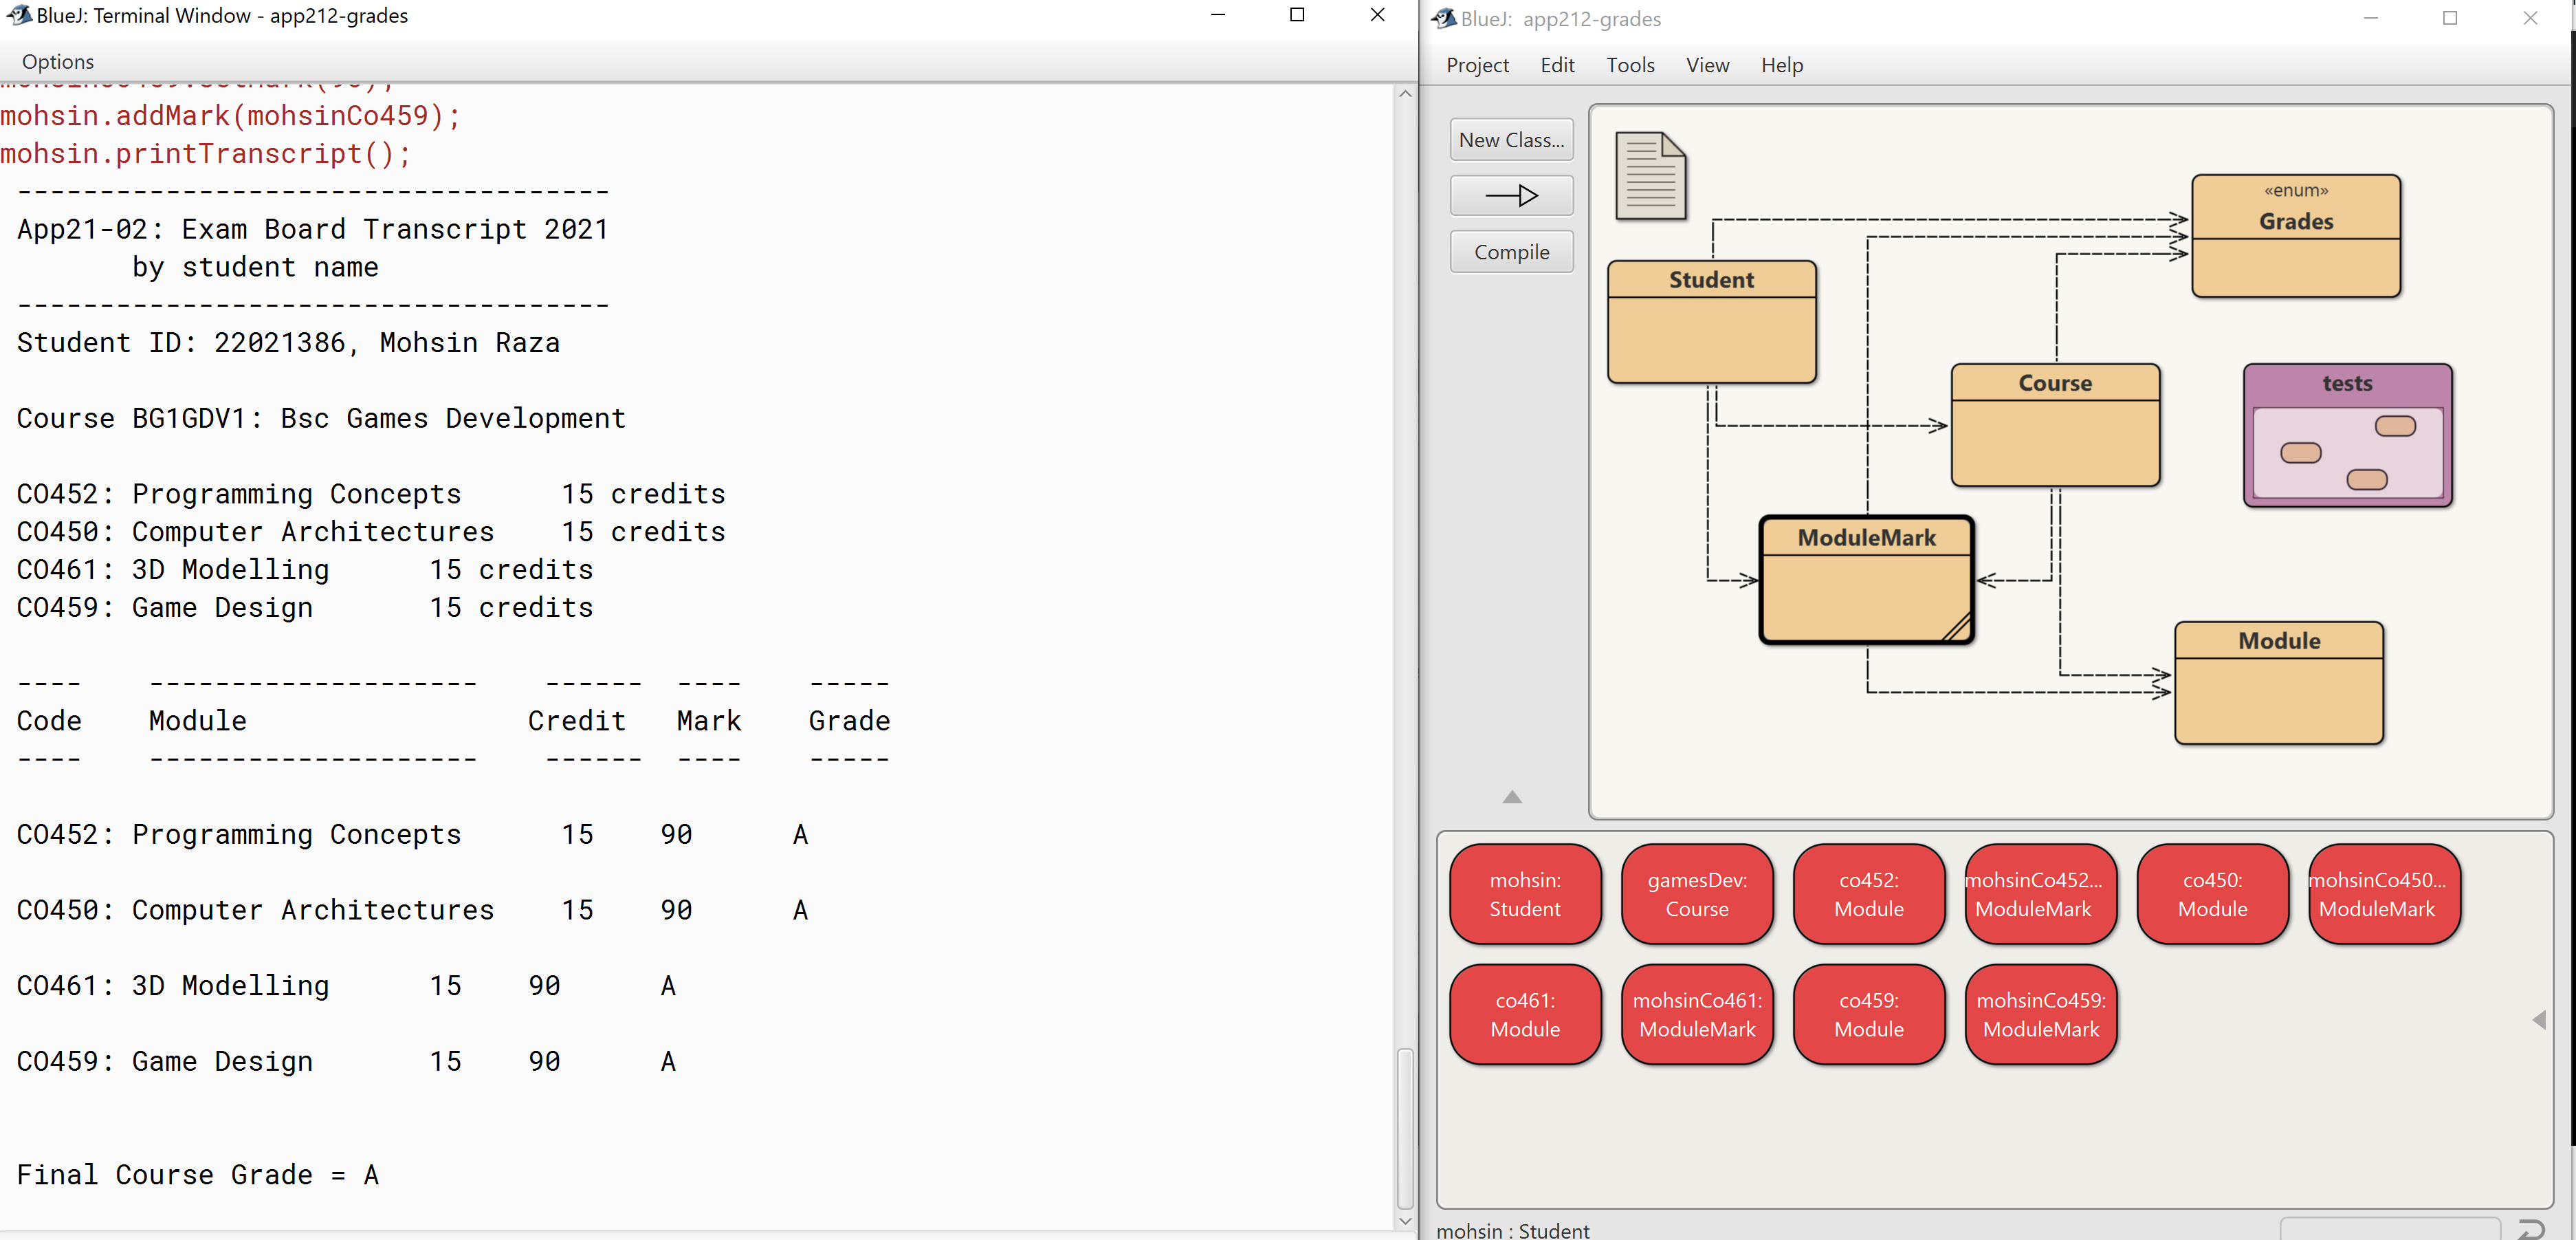 BlueJ: Terminal Window - app212-grades
Options
mohsin.addMark(mohsinCo459);
mohsin.printTranscript();
------------------------------------
App21-02: Exam Board Transcript 2021
by student name
------------------------------------
Student ID: 22021386, Mohsin Raza
Course BG1GDV1: Bsc Games Development
CO452: Programming Concepts      15 credits
CO450: Computer Architectures    15 credits
CO461: 3D Modelling      15 credits
CO459: Game Design       15 credits
----    --------------------    ------  ----    -----
Code    Module                 Credit   Mark    Grade
----    --------------------    ------  ----    -----
CO452: Programming Concepts      15    90      A
CO450: Computer Architectures    15    90      A
CO461: 3D Modelling      15    90      A
CO459: Game Design       15    90      A
Final Course Grade = A
BlueJ: app212-grades
Project Edit Tools View Help
New Class...
Compile
«enum»
Grades
Student
Course
tests
ModuleMark
Module
mohsin:
Student
gamesDev:
Course
co452:
Module
mohsinCo452...
ModuleMark
co450:
Module
mohsinCo450...
ModuleMark
co461:
Module
mohsinCo461:
ModuleMark
co459:
Module
mohsinCo459:
ModuleMark
mohsin : Student